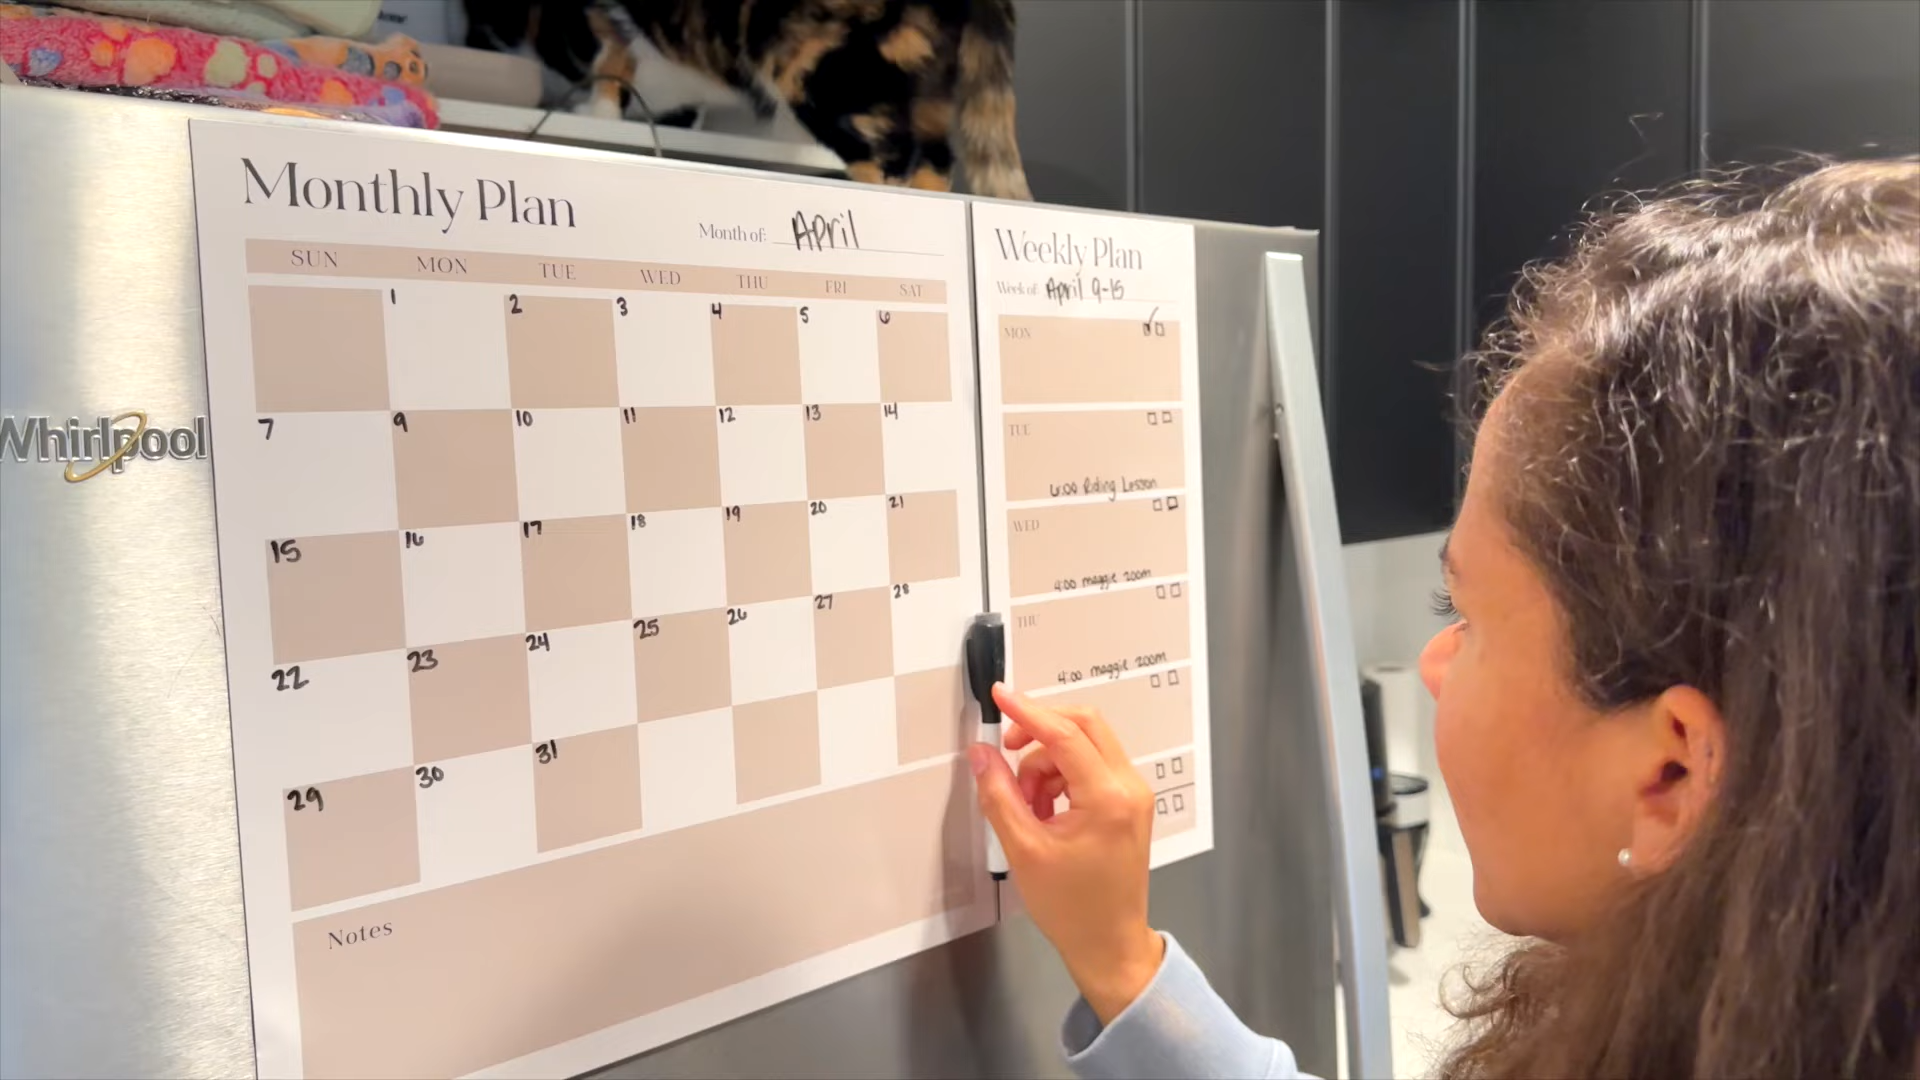 Monthly Plan
Month of: April
SUN MON TUE WED THU FRI SAT
1 2 3 4 5 6
7 9 10 11 12 13 14
15 16 17 18 19 20 21
22 23 24 25 26 27 28
29 30 31
Notes
Weekly Plan
Week of: April 9-15
MON
TUE
6:00 Riding Lesson
WED
4:00 maggie zoom
THU
4:00 maggie zoom
Whirlpool